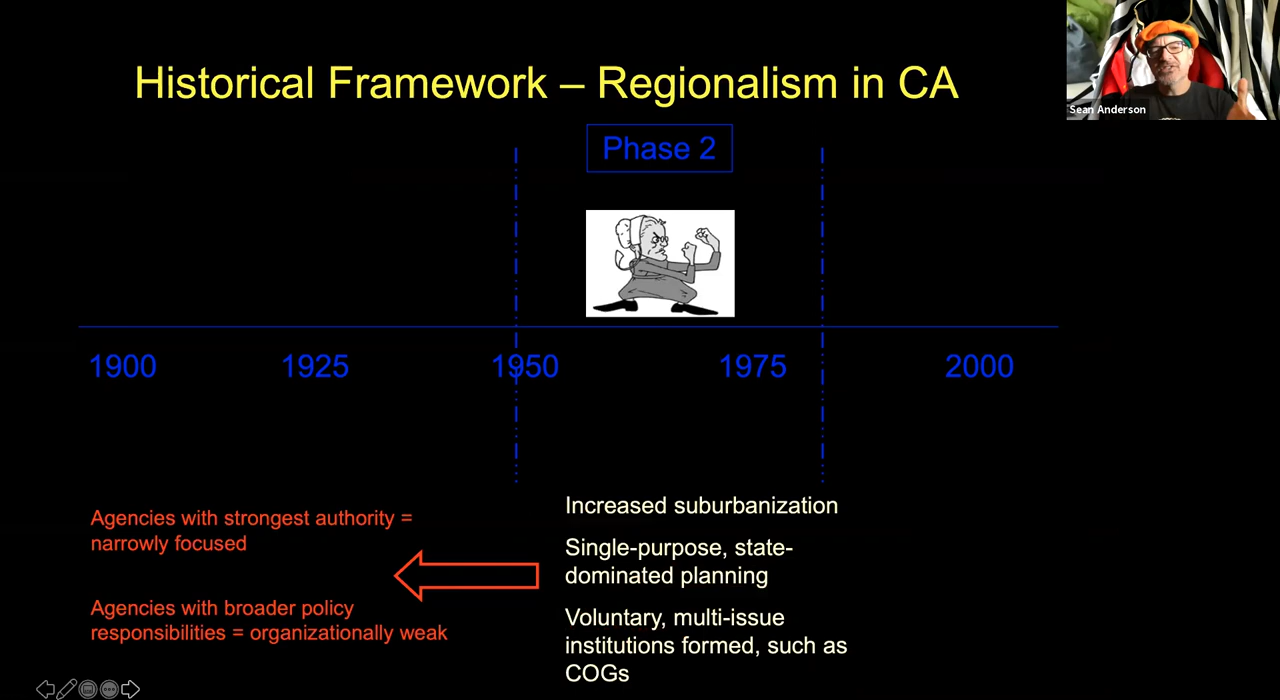 Historical Framework – Regionalism in CA
Sean Anderson
Phase 2
1900
1925
1950
1975
2000
Agencies with strongest authority =
narrowly focused
Agencies with broader policy
responsibilities = organizationally weak
Increased suburbanization
Single-purpose, state-
dominated planning
Voluntary, multi-issue
institutions formed, such as
COGs